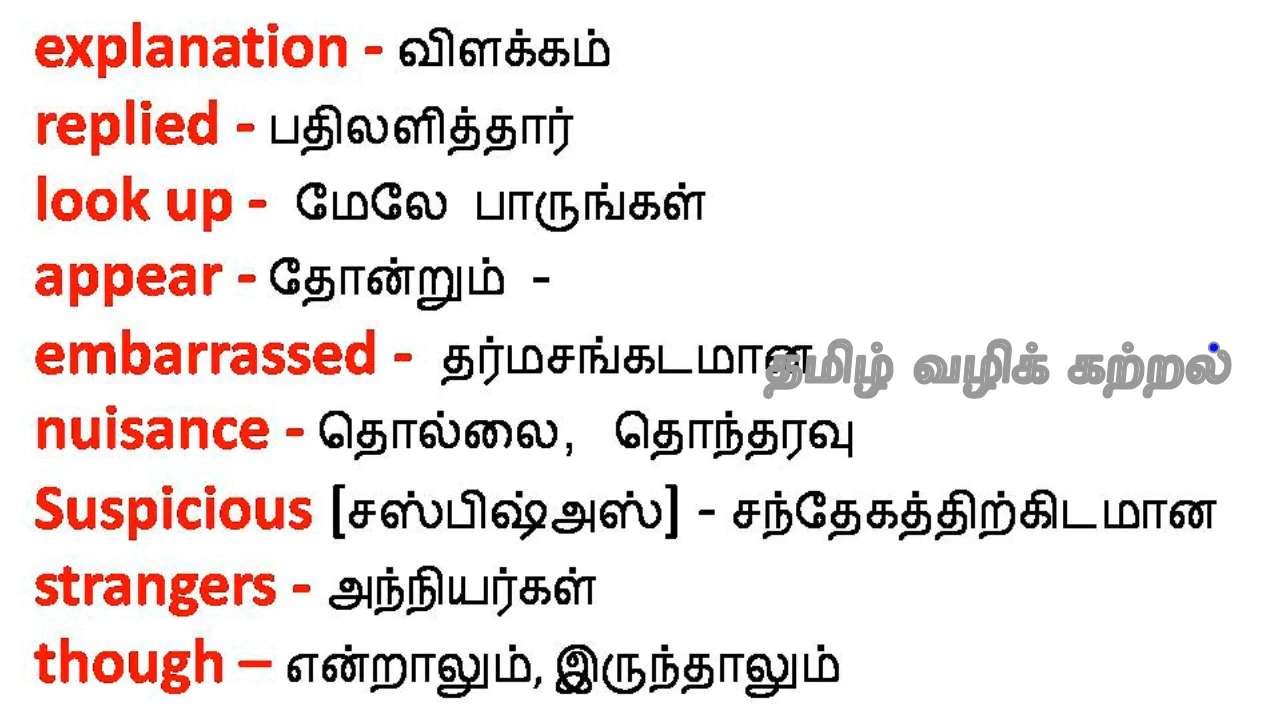 explanation - விளக்கம்
replied - பதிலளித்தார்
look up - மேலே பாருங்கள்
appear - தோன்றும் -
embarrassed - தர்மசங்கடமான
தமிழ் வழிக் கற்றல்
nuisance - தொல்லை, தொந்தரவு
Suspicious [சஸ்பிஷ்அஸ்] - சந்தேகத்திற்கிடமான
strangers - அந்நியர்கள்
though – என்றாலும், இருந்தாலும்